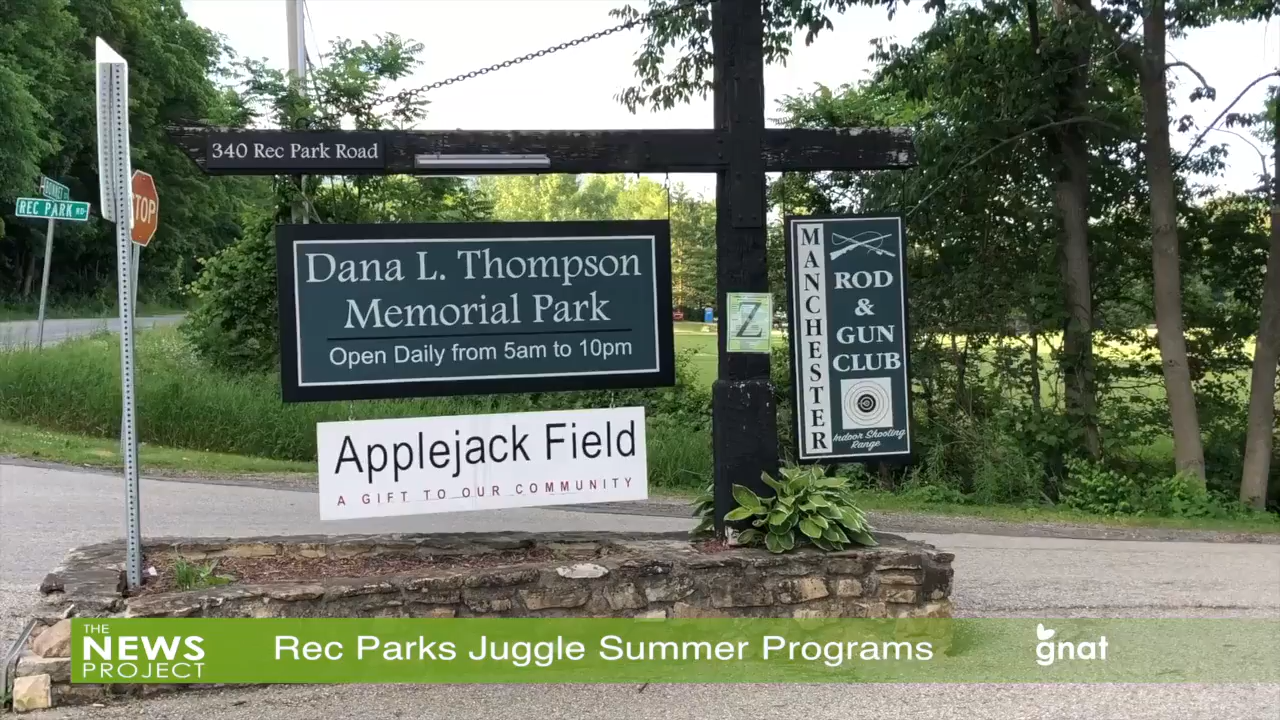 340 Rec Park Road
REC PARK RD
STOP
Dana L. Thompson
Memorial Park
Open Daily from 5am to 10pm
Applejack Field
A GIFT TO OUR COMMUNITY
Z
MANCHESTER
ROD
&
GUN
CLUB
Indoor Shooting
Range
THE
NEWS
PROJECT
Rec Parks Juggle Summer Programs
gnat